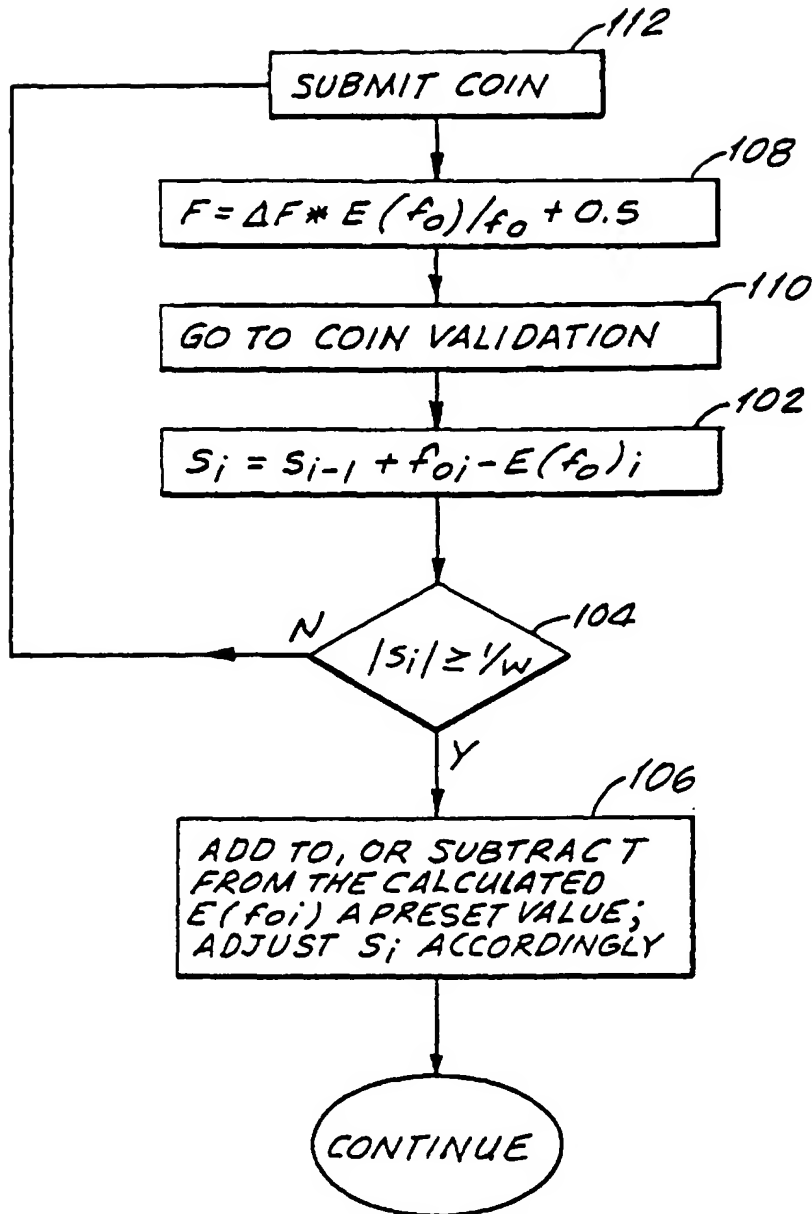 112
SUBMIT COIN
108
F = ΔF * E(f₀)/f₀ + 0.5
110
GO TO COIN VALIDATION
102
Sᵢ = Sᵢ₋₁ + f₀ᵢ - E(f₀)ᵢ
104
N
|Sᵢ| ≥ 1/W
Y
106
ADD TO, OR SUBTRACT
FROM THE CALCULATED
E(f₀ᵢ) A PRESET VALUE;
ADJUST Sᵢ ACCORDINGLY
CONTINUE